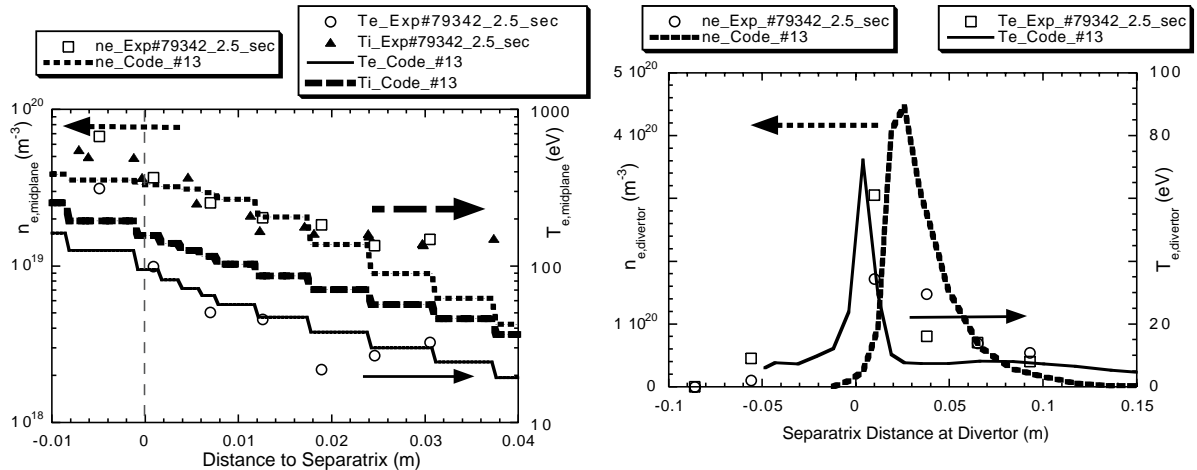 ne_Exp#79342_2.5_sec
ne_Code_#13
Te_Exp#79342_2.5_sec
Ti_Exp#79342_2.5_sec
Te_Code_#13
Ti_Code_#13
10^20
10^19
10^18
n_e,midplane (m^-3)
1000
100
10
T_e,midplane (eV)
-0.01
0
0.01
0.02
0.03
0.04
Distance to Separatrix (m)
ne_Exp_#79342_2.5_sec
ne_Code_#13
Te_Exp_#79342_2.5_sec
Te_Code_#13
5 10^20
4 10^20
1 10^20
0
n_e,divertor (m^-3)
100
80
60
40
20
0
T_e,divertor (eV)
-0.1
-0.05
0
0.05
0.1
0.15
Separatrix Distance at Divertor (m)